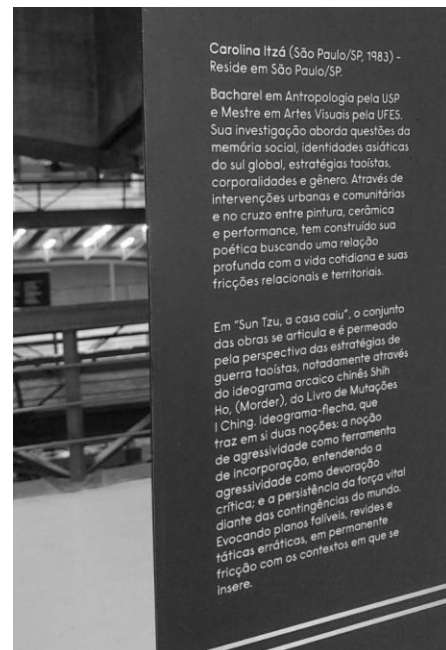 Carolina Itzá (São Paulo/SP, 1983) -
Reside em São Paulo/SP.
Bacharel em Antropologia pela USP
e Mestre em Artes Visuais pela UFES.
Sua investigação aborda questões da
memória social, identidades asiáticas
do sul global, estratégias taoístas,
corporalidades e gênero. Através de
intervenções urbanas e comunitárias
e no cruzo entre pintura, cerâmica
e performance, tem construído sua
poética buscando uma relação
profunda com a vida cotidiana e suas
fricções relacionais e territoriais.
Em "Sun Tzu, a casa caiu", o conjunto
das obras se articula e é permeado
pela perspectiva das estratégias de
guerra taoístas, notadamente através
do ideograma arcaico chinês Shih
Ho, (Morder), do Livro de Mutações
I Ching. Ideograma-flecha, que
traz em si duas noções: a noção
de agressividade como ferramenta
de incorporação, entendendo a
agressividade como devoração
crítica; e a persistência da força vital
diante das contingências do mundo.
Evocando planos falíveis, revides e
táticas erráticas, em permanente
fricção com os contextos em que se
insere.